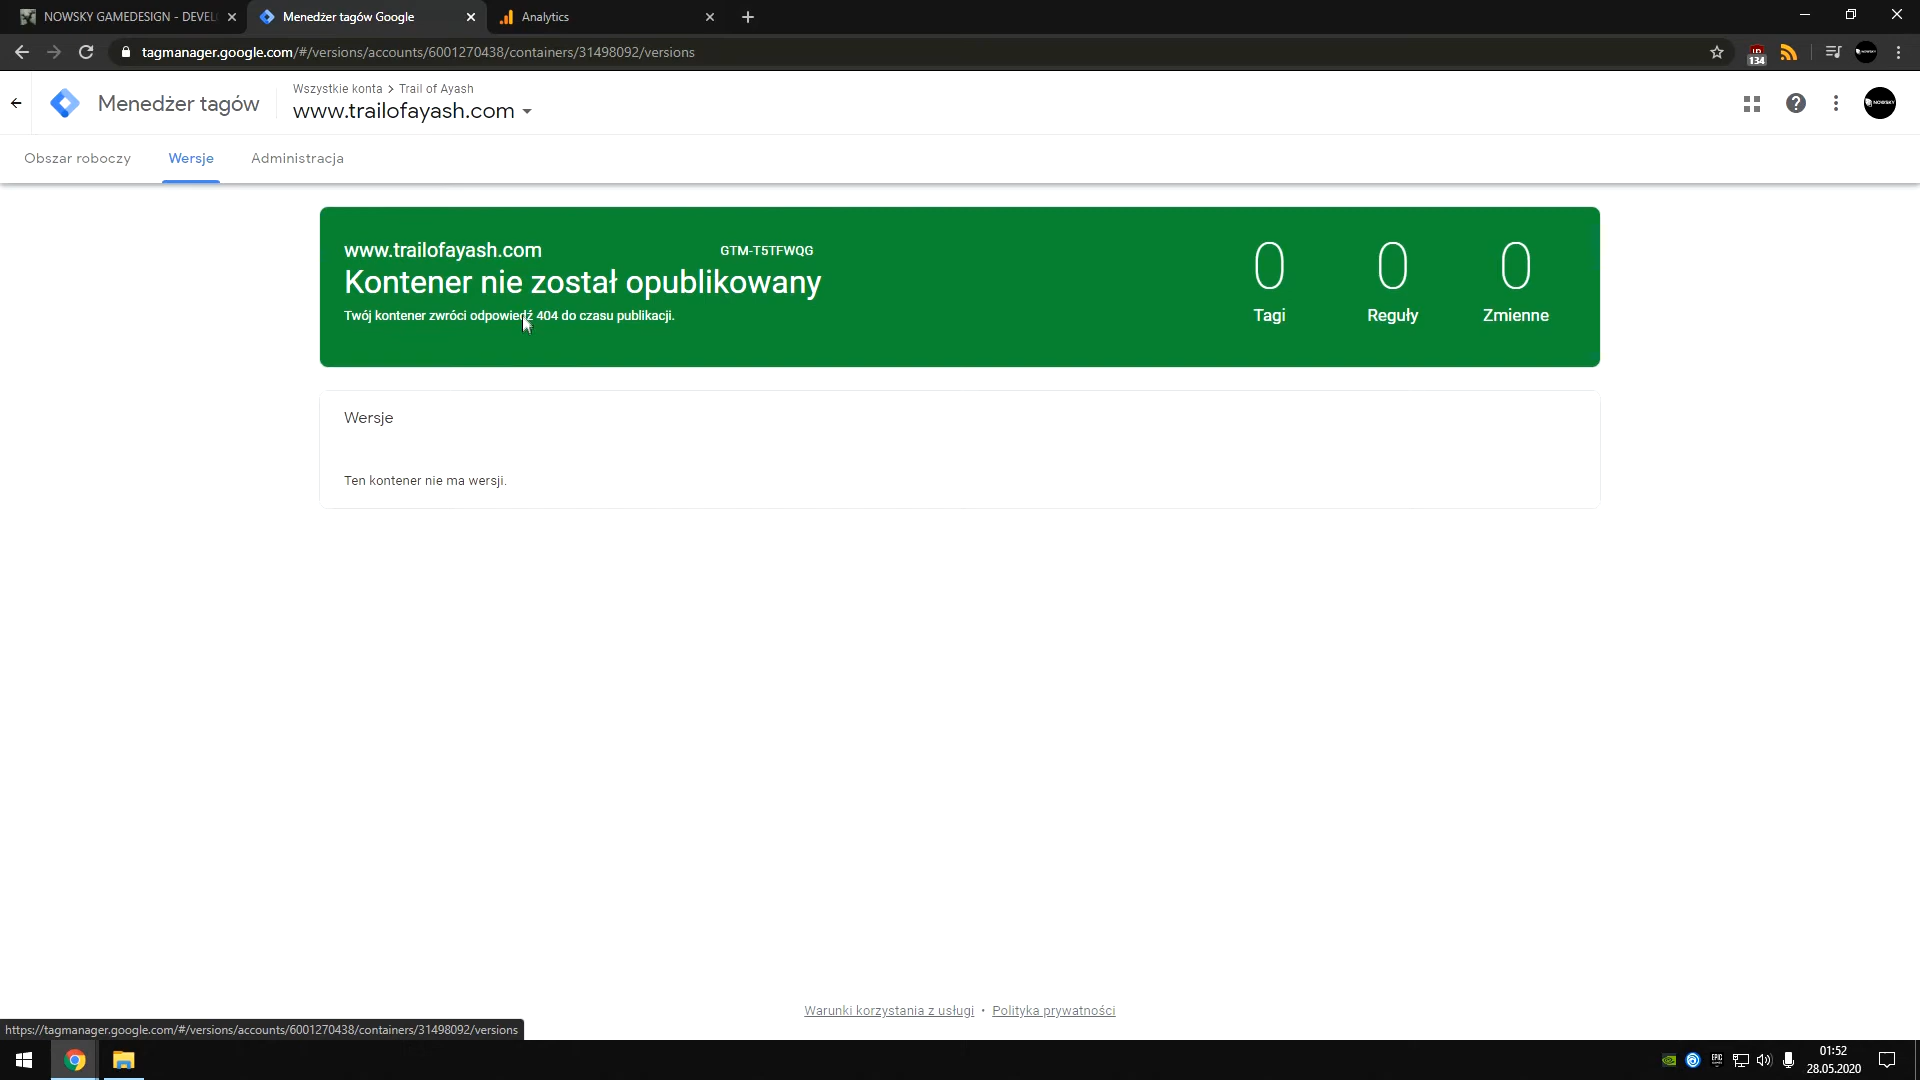 NOWSKY GAMEDESIGN - DEVEL
Menedżer tagów Google
Analytics
tagmanager.google.com/#/versions/accounts/6001270438/containers/31498092/versions
134
Menedżer tagów
Wszystkie konta > Trail of Ayash
www.trailofayash.com
NOWSKY
Obszar roboczy
Wersje
Administracja
www.trailofayash.com
GTM-T5TFWQG
Kontener nie został opublikowany
Twój kontener zwróci odpowiedź 404 do czasu publikacji.
0
Tagi
0
Reguły
0
Zmienne
Wersje
Ten kontener nie ma wersji.
Warunki korzystania z usługi • Polityka prywatności
https://tagmanager.google.com/#/versions/accounts/6001270438/containers/31498092/versions
EPIC
01:52
28.05.2020